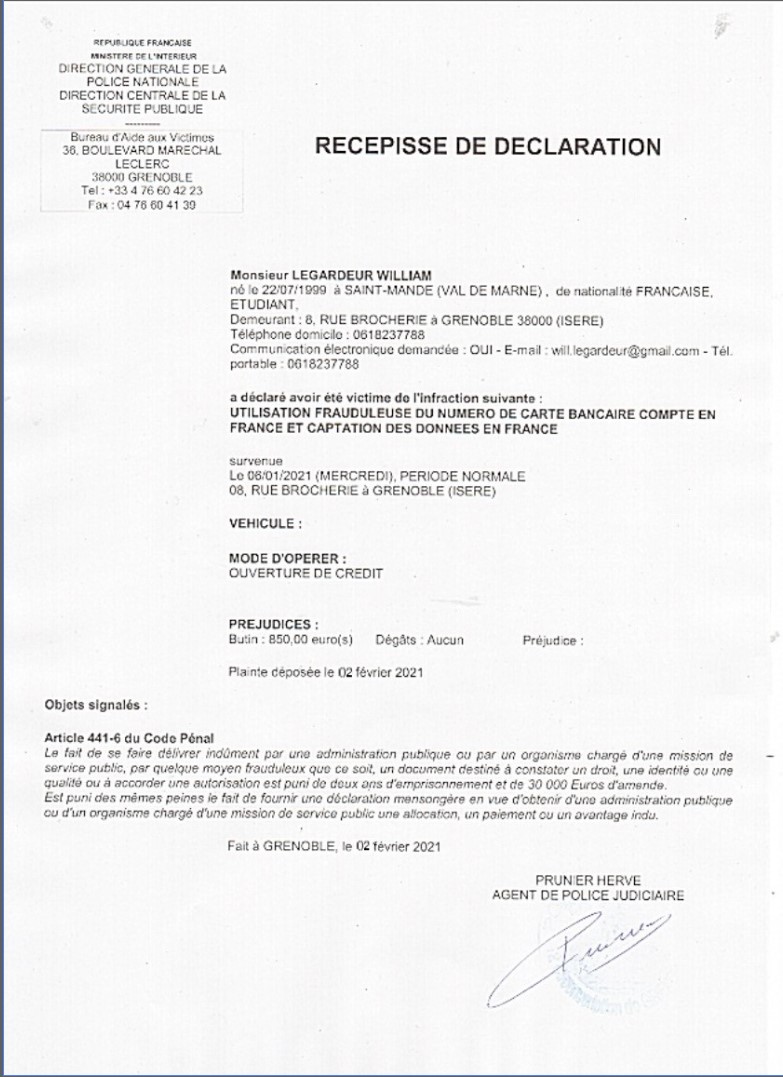 REPUBLIQUE FRANCAISE
MINISTERE DE L'INTERIEUR
DIRECTION GENERALE DE LA
POLICE NATIONALE
DIRECTION CENTRALE DE LA
SECURITE PUBLIQUE
----------
Bureau d'Aide aux Victimes
36, BOULEVARD MARECHAL
LECLERC
38000 GRENOBLE
Tel : +33 4 76 60 42 23
Fax : 04 76 60 41 39
RECEPISSE DE DECLARATION
Monsieur LEGARDEUR WILLIAM
né le 22/07/1999 à SAINT-MANDE (VAL DE MARNE) , de nationalité FRANCAISE,
ETUDIANT,
Demeurant : 8, RUE BROCHERIE à GRENOBLE 38000 (ISERE)
Téléphone domicile : 0618237788
Communication électronique demandée : OUI - E-mail : will.legardeur@gmail.com - Tél.
portable : 0618237788
a déclaré avoir été victime de l'infraction suivante :
UTILISATION FRAUDULEUSE DU NUMERO DE CARTE BANCAIRE COMPTE EN
FRANCE ET CAPTATION DES DONNEES EN FRANCE
survenue
Le 06/01/2021 (MERCREDI), PERIODE NORMALE
08, RUE BROCHERIE à GRENOBLE (ISERE)
VEHICULE :
MODE D'OPERER :
OUVERTURE DE CREDIT
PREJUDICES :
Butin : 850,00 euro(s) Dégâts : Aucun Préjudice :
Plainte déposée le 02 février 2021
Objets signalés :
Article 441-6 du Code Pénal
Le fait de se faire délivrer indûment par une administration publique ou par un organisme chargé d'une mission de
service public, par quelque moyen frauduleux que ce soit, un document destiné à constater un droit, une identité ou une
qualité ou à accorder une autorisation est puni de deux ans d'emprisonnement et de 30 000 Euros d'amende.
Est puni des mêmes peines le fait de fournir une déclaration mensongère en vue d'obtenir d'une administration publique
ou d'un organisme chargé d'une mission de service public une allocation, un paiement ou un avantage indu.
Fait à GRENOBLE, le 02 février 2021
PRUNIER HERVE
AGENT DE POLICE JUDICIAIRE